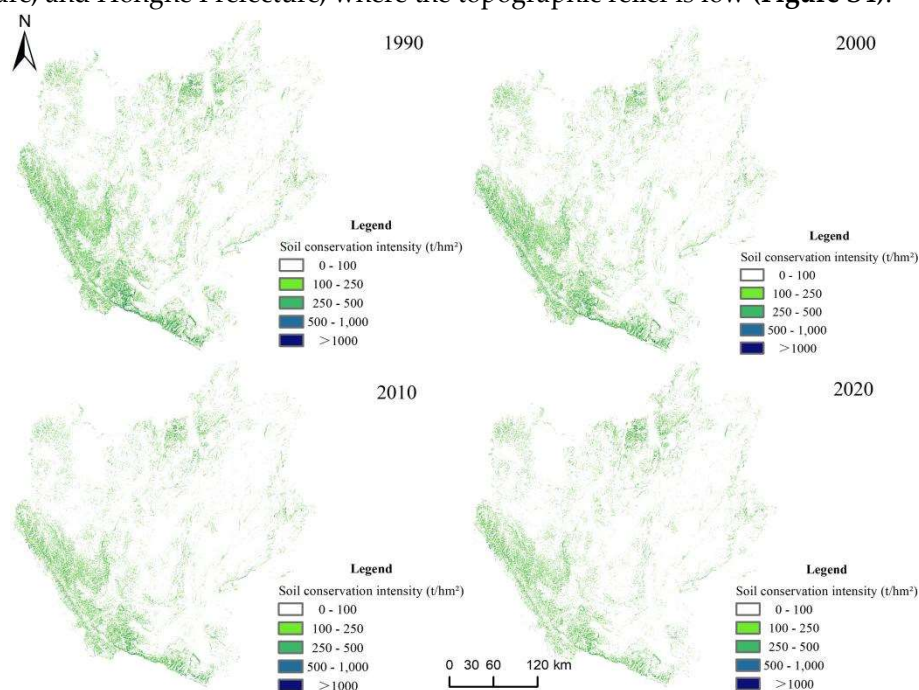 ure, and Honghe Prefecture, where the topographic relief is low (Figure S4).
N
1990
2000
Legend
Soil conservation intensity (t/hm²)
0 - 100
100 - 250
250 - 500
500 - 1,000
>1000
Legend
Soil conservation intensity (t/hm²)
0 - 100
100 - 250
250 - 500
500 - 1,000
>1000
2010
2020
Legend
Soil conservation intensity (t/hm²)
0 - 100
100 - 250
250 - 500
500 - 1,000
>1000
Legend
Soil conservation intensity (t/hm²)
0 - 100
100 - 250
250 - 500
500 - 1,000
>1000
0 30 60 120 km